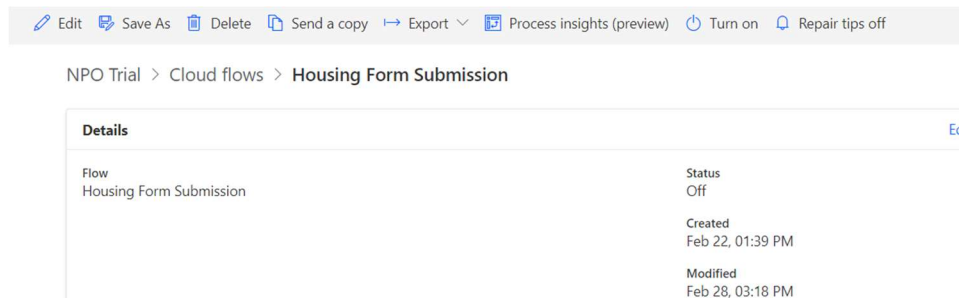 Edit Save As Delete Send a copy Export Process insights (preview) Turn on Repair tips off
NPO Trial > Cloud flows > Housing Form Submission
Details
Flow
Housing Form Submission
Status
Off
Created
Feb 22, 01:39 PM
Modified
Feb 28, 03:18 PM